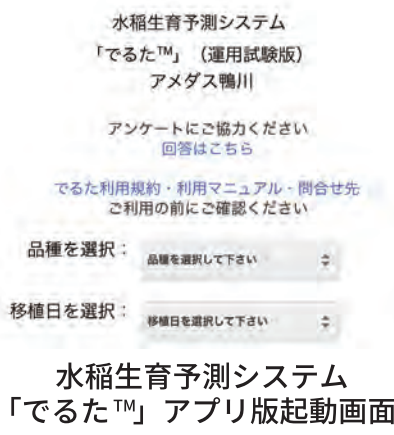 水稲生育予測システム
「でるた™」（運用試験版）
アメダス鴨川
アンケートにご協力ください
回答はこちら
でるた利用規約・利用マニュアル・問合せ先
ご利用の前にご確認ください
品種を選択：
品種を選択して下さい
移植日を選択：
移植日を選択して下さい
水稲生育予測システム
「でるた™」アプリ版起動画面